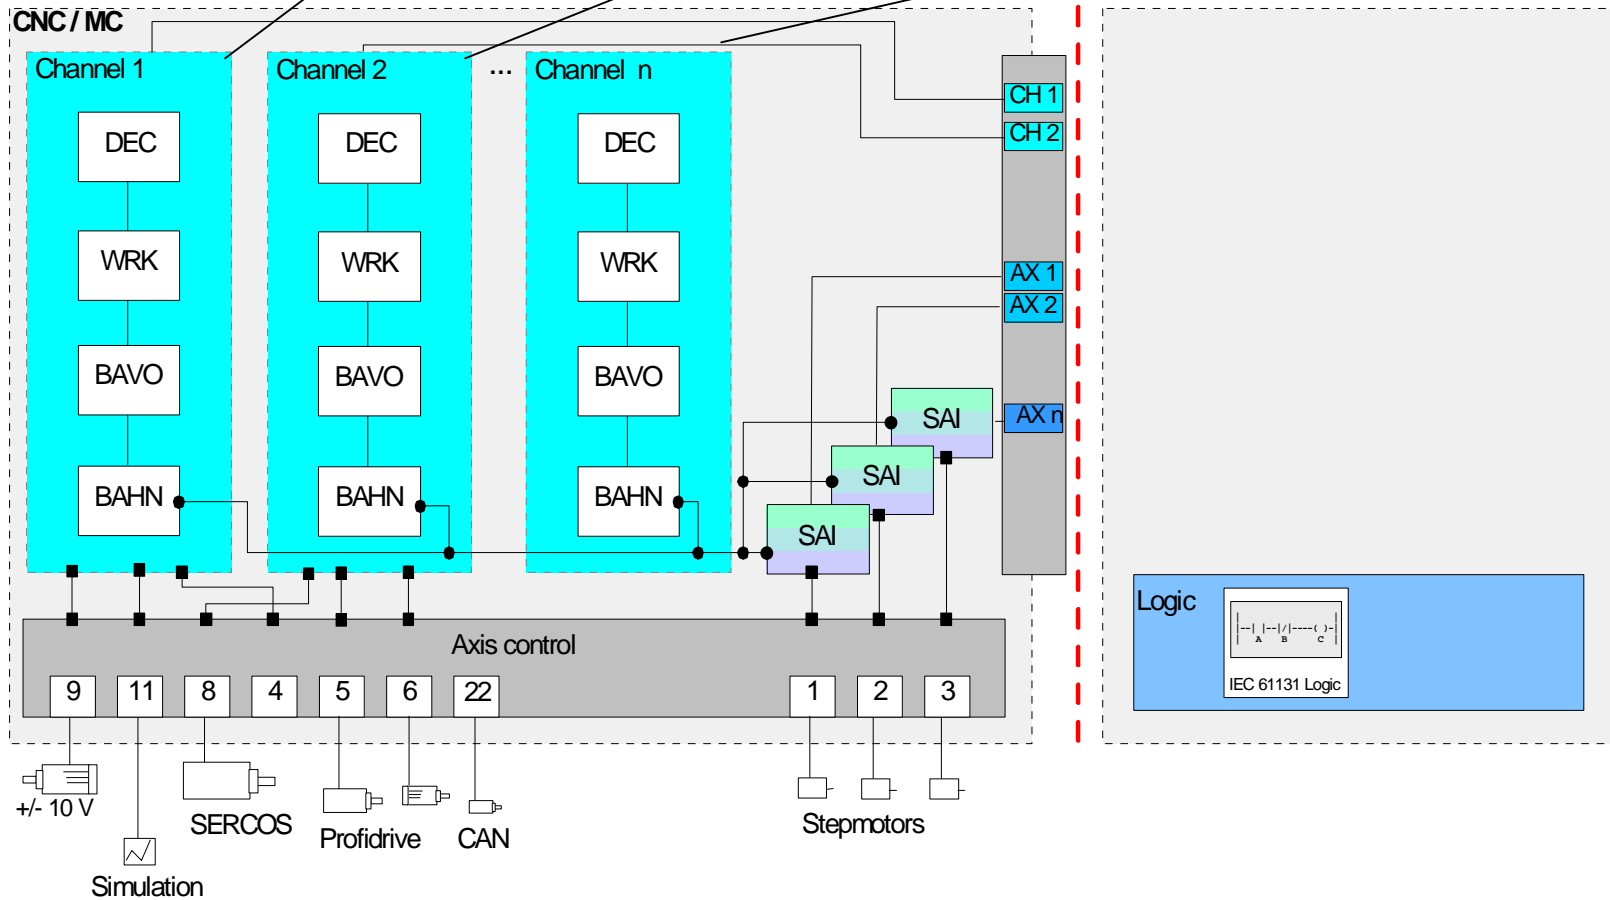 CNC / MC
Channel 1
Channel 2
...
Channel n
DEC
DEC
DEC
WRK
WRK
WRK
BAVO
BAVO
BAVO
BAHN
BAHN
BAHN
CH 1
CH 2
AX 1
AX 2
AX n
SAI
SAI
SAI
Axis control
9
11
8
4
5
6
22
1
2
3
+/- 10 V
Simulation
SERCOS
Profidrive
CAN
Stepmotors
Logic
|--| |--|/|----( )-|
| A B C |
IEC 61131 Logic